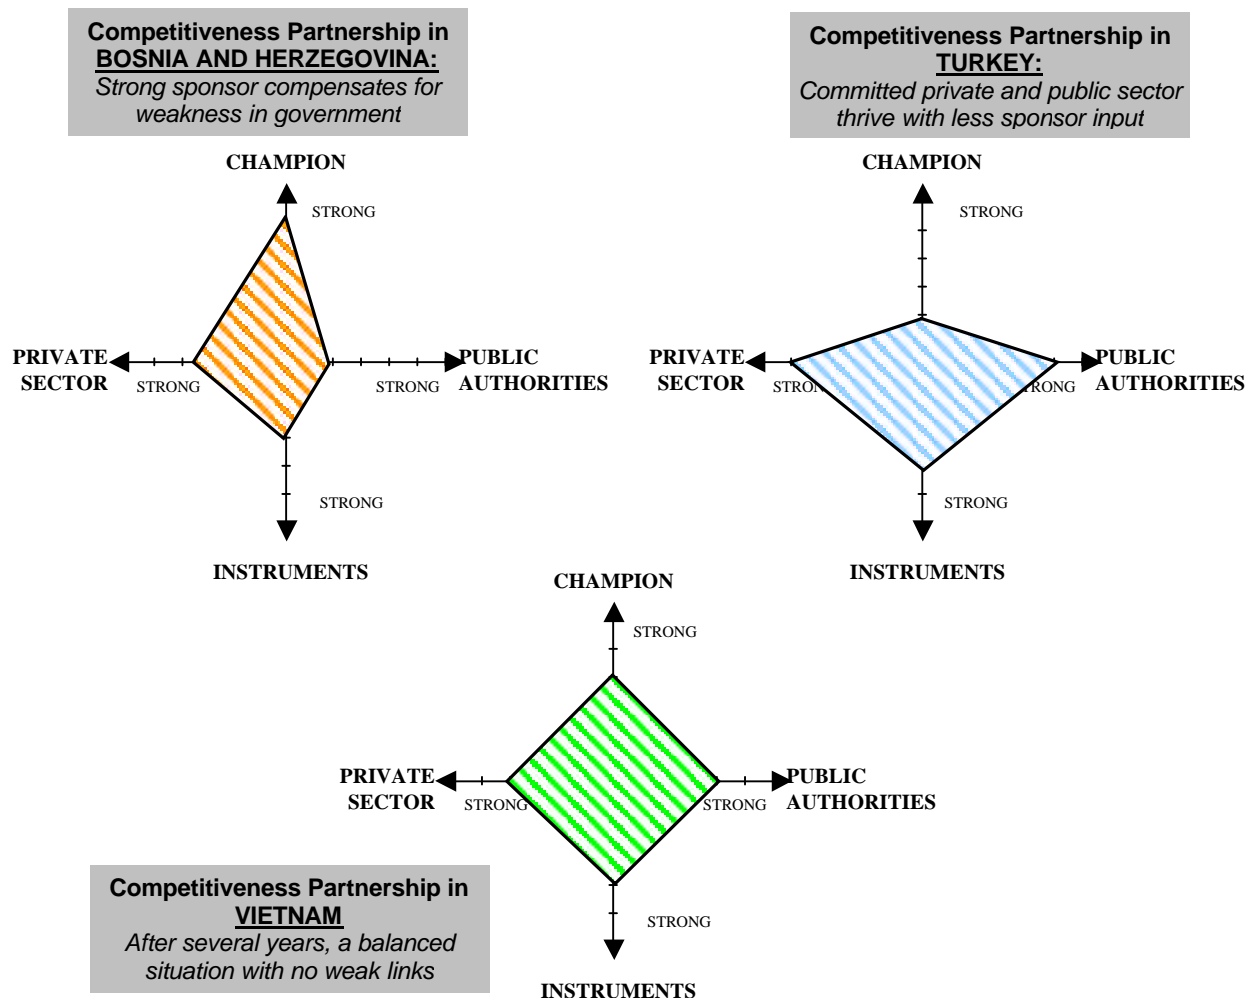 Competitiveness Partnership in
BOSNIA AND HERZEGOVINA:
Strong sponsor compensates for
weakness in government
Competitiveness Partnership in
TURKEY:
Committed private and public sector
thrive with less sponsor input
CHAMPION
STRONG
PRIVATE
SECTOR
STRONG
STRONG
PUBLIC
AUTHORITIES
STRONG
INSTRUMENTS
CHAMPION
STRONG
PRIVATE
SECTOR
STRON
TRONG
PUBLIC
AUTHORITIES
STRONG
INSTRUMENTS
CHAMPION
STRONG
PRIVATE
SECTOR
STRONG
STRONG
PUBLIC
AUTHORITIES
STRONG
INSTRUMENTS
Competitiveness Partnership in
VIETNAM
After several years, a balanced
situation with no weak links